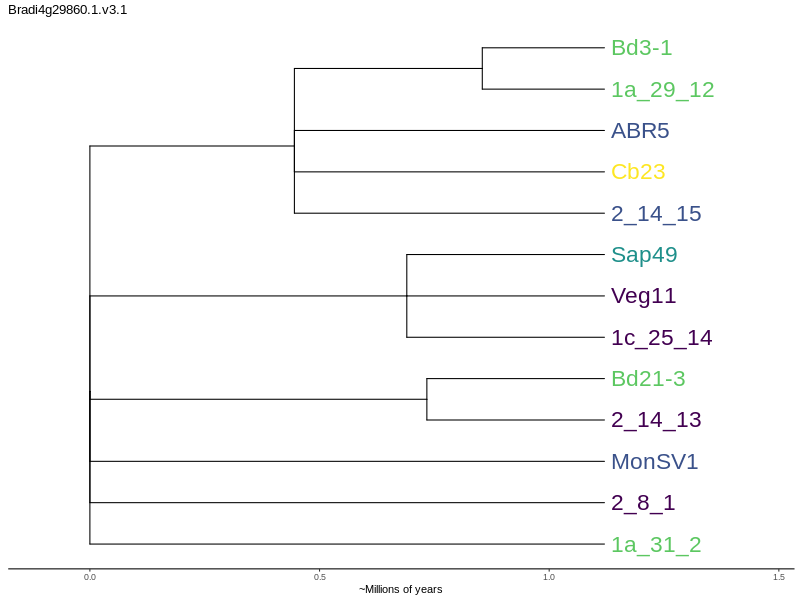 Bradi4g29860.1.v3.1
Bd3-1
1a_29_12
ABR5
Cb23
2_14_15
Sap49
Veg11
1c_25_14
Bd21-3
2_14_13
MonSV1
2_8_1
1a_31_2
0.0 0.5 1.0 1.5
~Millions of years